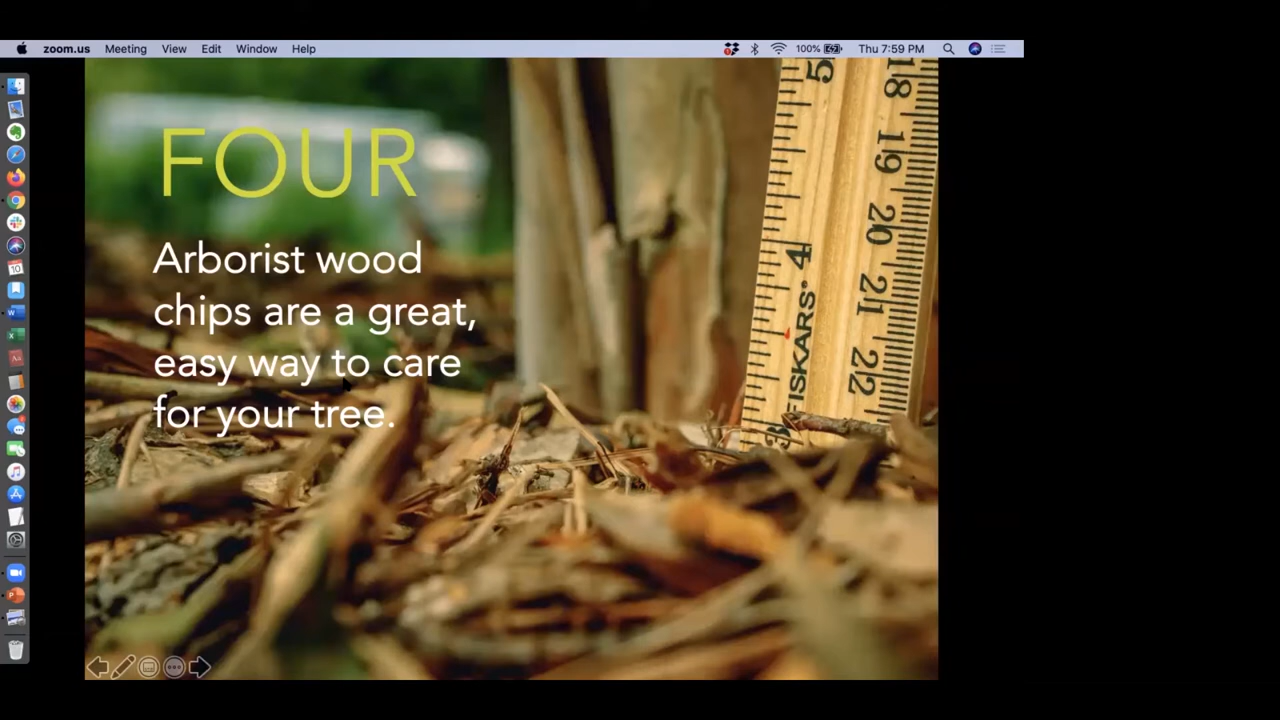 zoom.us Meeting View Edit Window Help 100% Thu 7:59 PM
FOUR
Arborist wood
chips are a great,
easy way to care
for your tree.
5
4
FISKARS®
3
18
19
20
21
22